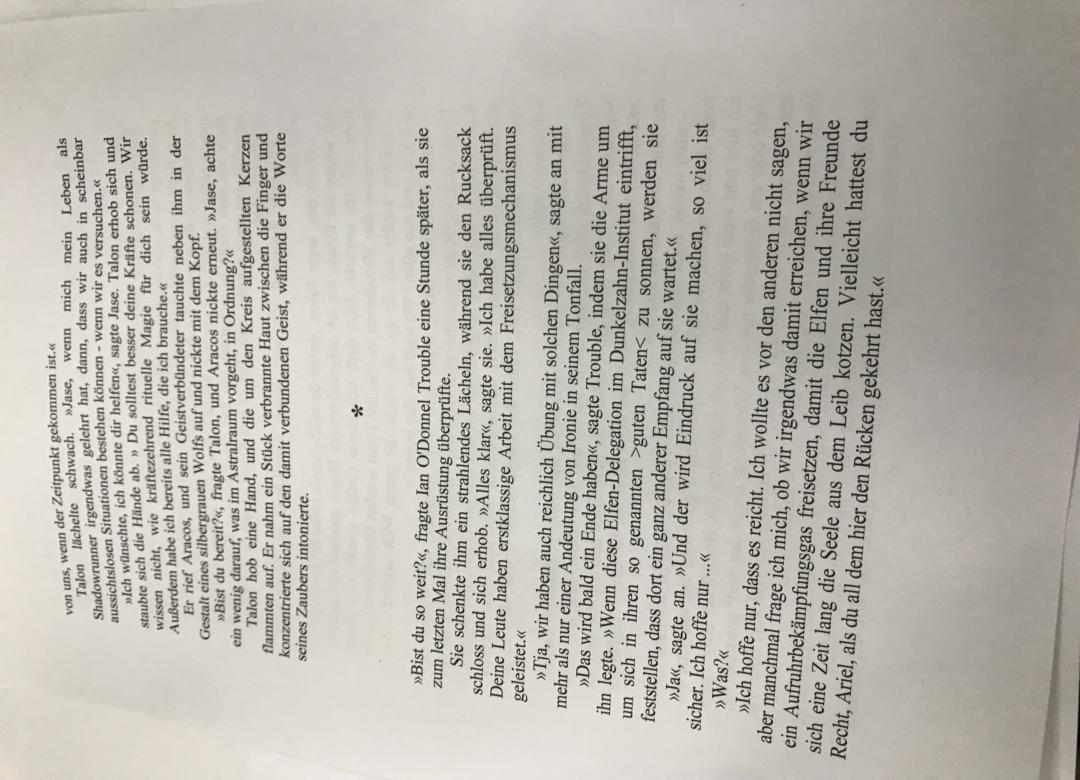 von uns, wenn der Zeitpunkt gekommen ist.«
Talon lächelte schwach. »Jase, wenn mich mein Leben als
Shadowrunner irgendwas gelehrt hat, dann, dass wir auch in scheinbar
aussichtslosen Situationen bestehen können - wenn wir es versuchen.«
»Ich wünschte, ich könnte dir helfen«, sagte Jase. Talon erhob sich und
staubte sich die Hände ab. » Du solltest besser deine Kräfte schonen. Wir
wissen nicht, wie kräftezehrend rituelle Magie für dich sein würde.
Außerdem habe ich bereits alle Hilfe, die ich brauche.«
Er rief Aracos, und sein Geistverbündeter tauchte neben ihm in der
Gestalt eines silbergrauen Wolfs auf und nickte mit dem Kopf.
»Bist du bereit?«, fragte Talon, und Aracos nickte erneut. »Jase, achte
ein wenig darauf, was im Astralraum vorgeht, in Ordnung?«
Talon hob eine Hand, und die um den Kreis aufgestellten Kerzen
flammten auf. Er nahm ein Stück verbrannte Haut zwischen die Finger und
konzentrierte sich auf den damit verbundenen Geist, während er die Worte
seines Zaubers intonierte.
*
»Bist du so weit?«, fragte Ian O'Donnel Trouble eine Stunde später, als sie
zum letzten Mal ihre Ausrüstung überprüfte.
Sie schenkte ihm ein strahlendes Lächeln, während sie den Rucksack
schloss und sich erhob. »Alles klar«, sagte sie. »Ich habe alles überprüft.
Deine Leute haben erstklassige Arbeit mit dem Freisetzungsmechanismus
geleistet.«
»Tja, wir haben auch reichlich Übung mit solchen Dingen«, sagte an mit
mehr als nur einer Andeutung von Ironie in seinem Tonfall.
»Das wird bald ein Ende haben«, sagte Trouble, indem sie die Arme um
ihn legte. »Wenn diese Elfen-Delegation im Dunkelzahn-Institut eintrifft,
um sich in ihren so genannten >guten Taten< zu sonnen, werden sie
feststellen, dass dort ein ganz anderer Empfang auf sie wartet.«
»Ja«, sagte an. »Und der wird Eindruck auf sie machen, so viel ist
sicher. Ich hoffe nur ...«
»Was?«
»Ich hoffe nur, dass es reicht. Ich wollte es vor den anderen nicht sagen,
aber manchmal frage ich mich, ob wir irgendwas damit erreichen, wenn wir
ein Aufruhrbekämpfungsgas freisetzen, damit die Elfen und ihre Freunde
sich eine Zeit lang die Seele aus dem Leib kotzen. Vielleicht hattest du
Recht, Ariel, als du all dem hier den Rücken gekehrt hast.«